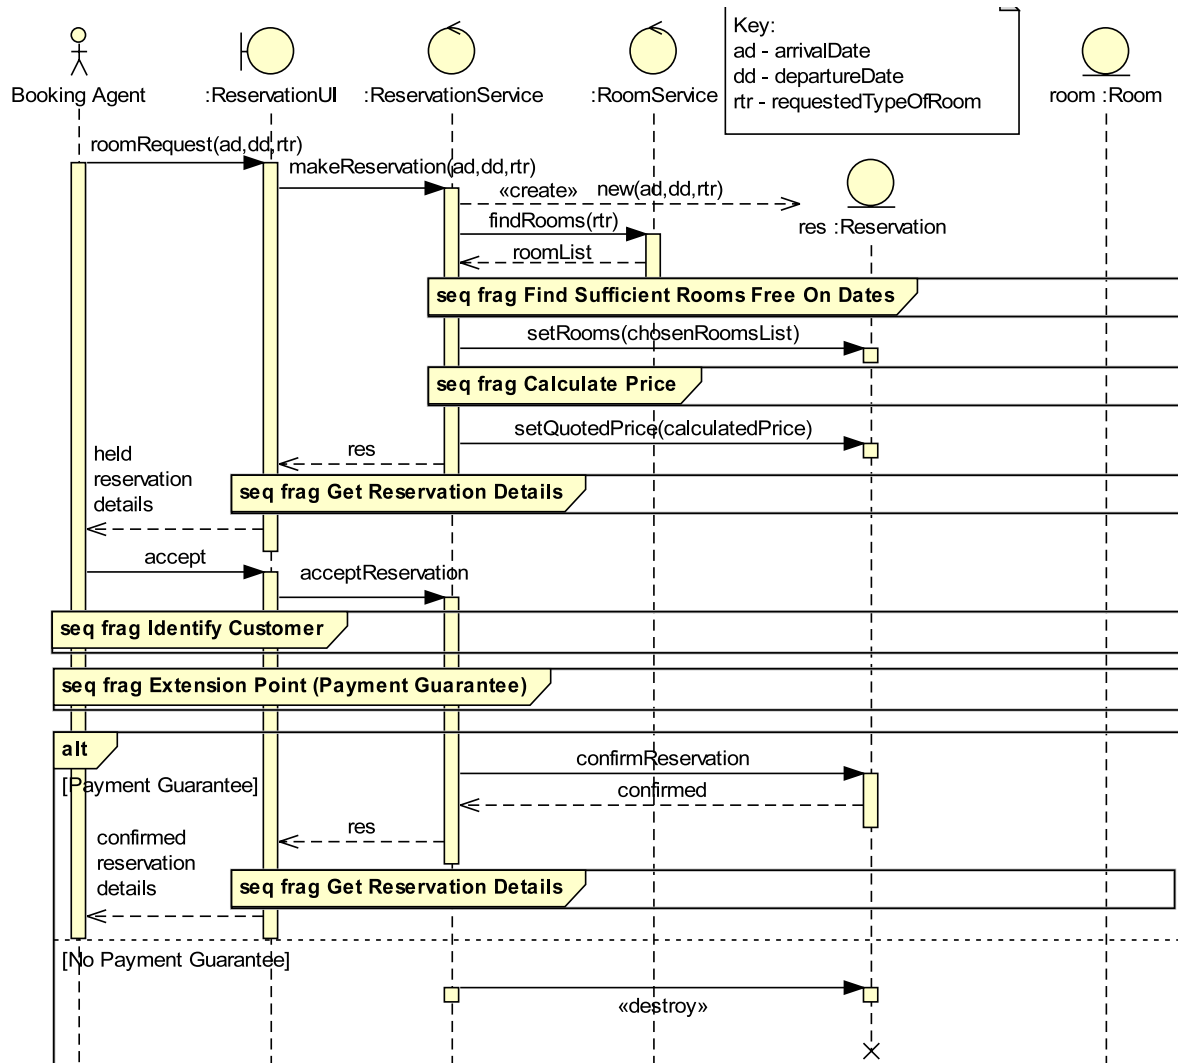 Key:
ad - arrivalDate
dd - departureDate
rtr - requestedTypeOfRoom
Booking Agent
:ReservationUI
:ReservationService
:RoomService
room :Room
roomRequest(ad,dd,rtr)
makeReservation(ad,dd,rtr)
«create» new(ad,dd,rtr)
res :Reservation
findRooms(rtr)
roomList
seq frag Find Sufficient Rooms Free On Dates
setRooms(chosenRoomsList)
seq frag Calculate Price
setQuotedPrice(calculatedPrice)
res
held
reservation
details
seq frag Get Reservation Details
accept
acceptReservation
seq frag Identify Customer
seq frag Extension Point (Payment Guarantee)
alt
[Payment Guarantee]
confirmReservation
confirmed
res
confirmed
reservation
details
seq frag Get Reservation Details
[No Payment Guarantee]
«destroy»